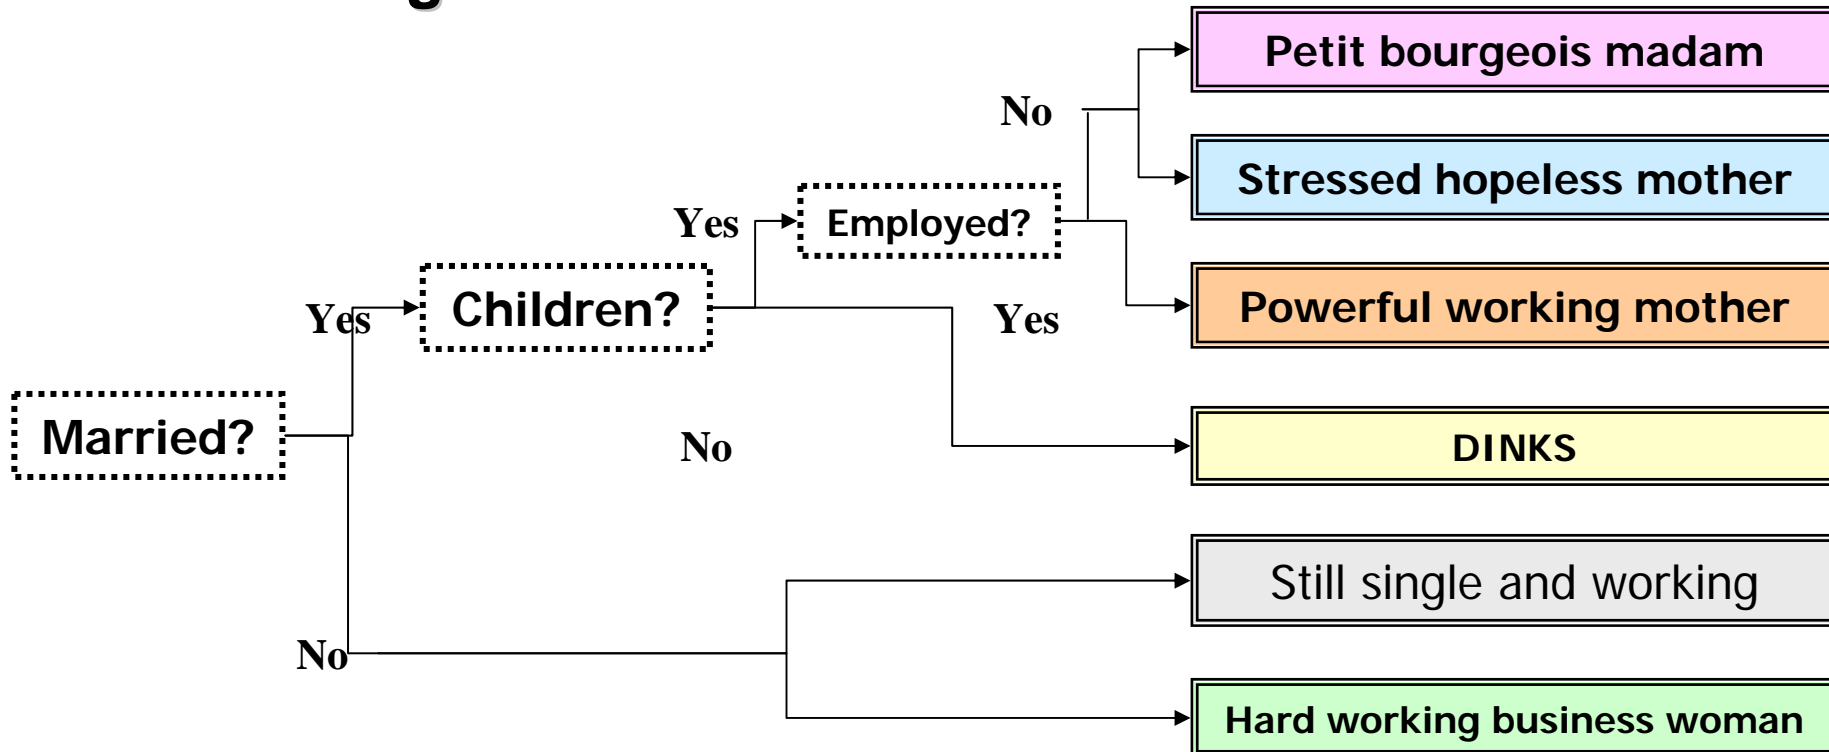 Petit bourgeois madam
No
Stressed hopeless mother
Yes
Employed?
Children?
Yes
Yes
Powerful working mother
Married?
No
DINKS
Still single and working
No
Hard working business woman